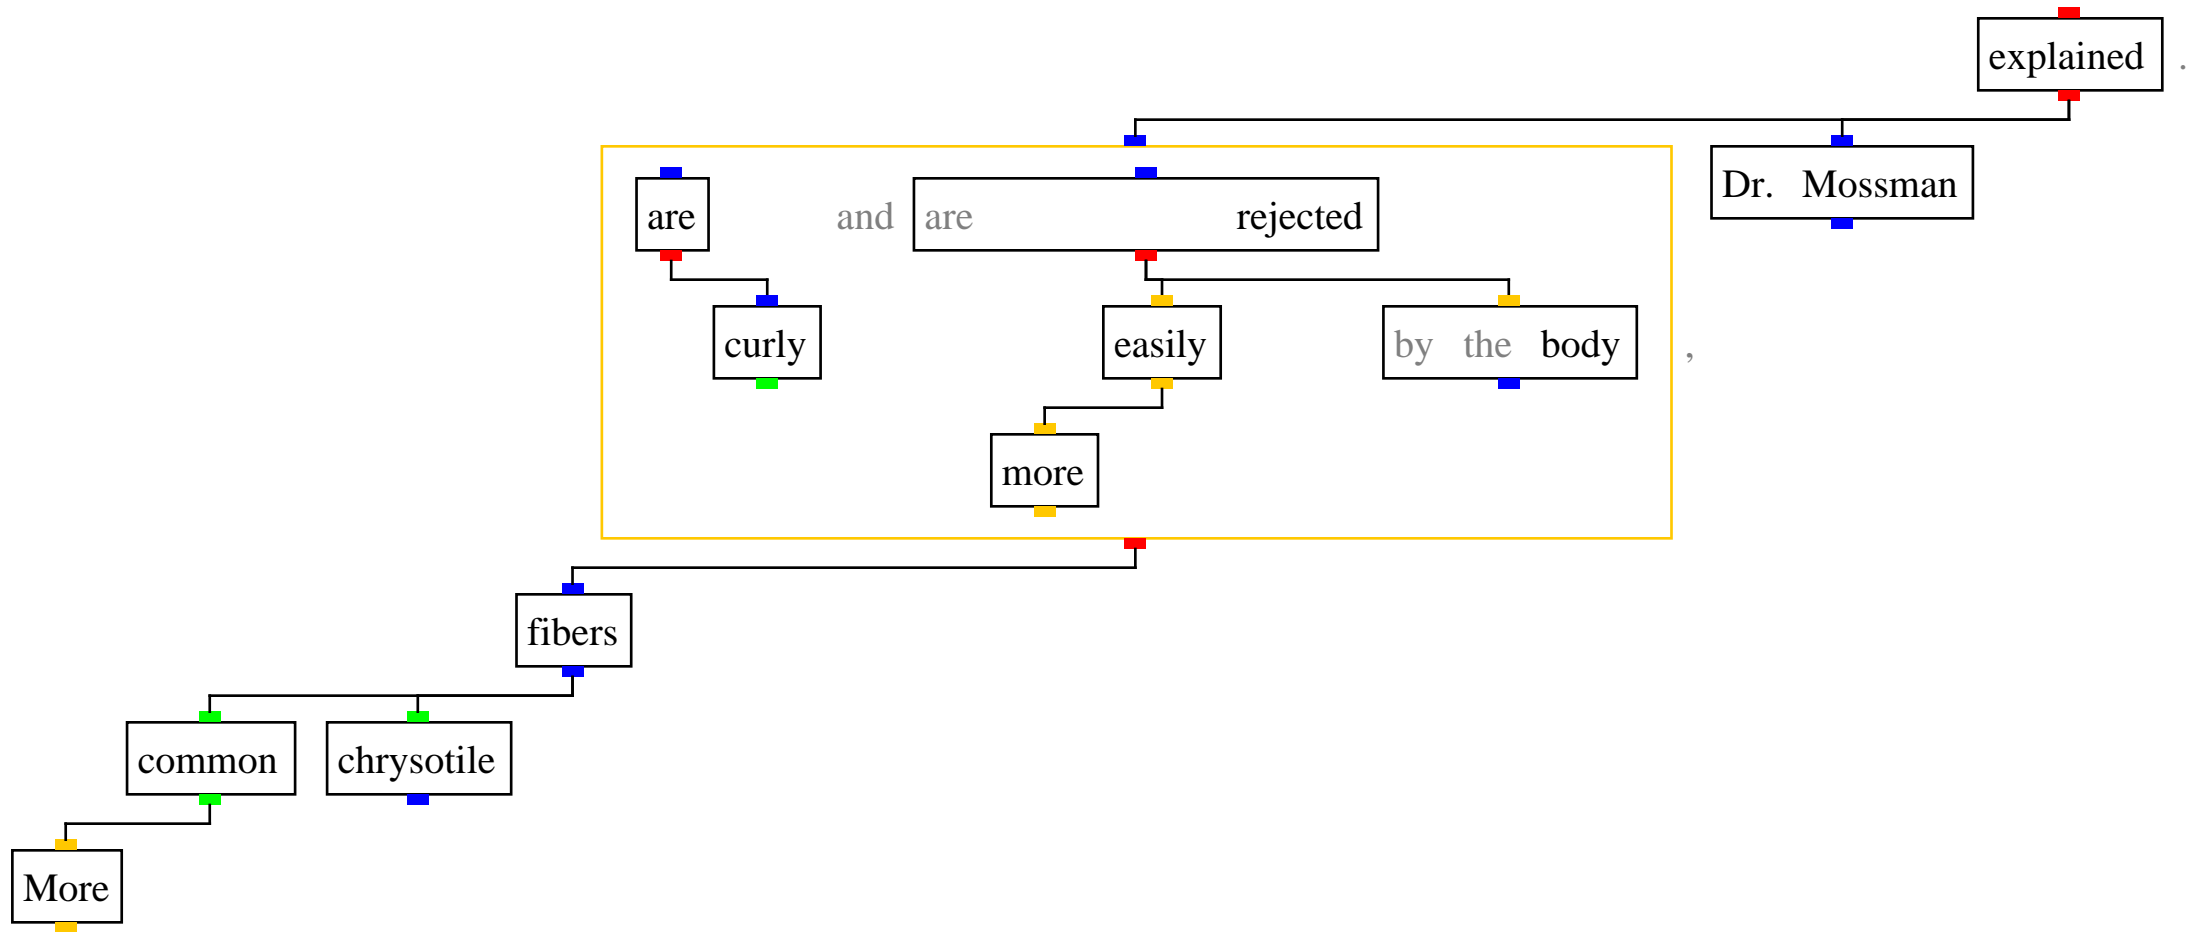 explained .
Dr. Mossman
are and are rejected
curly easily by the body ,
more
fibers
common chrysotile
More